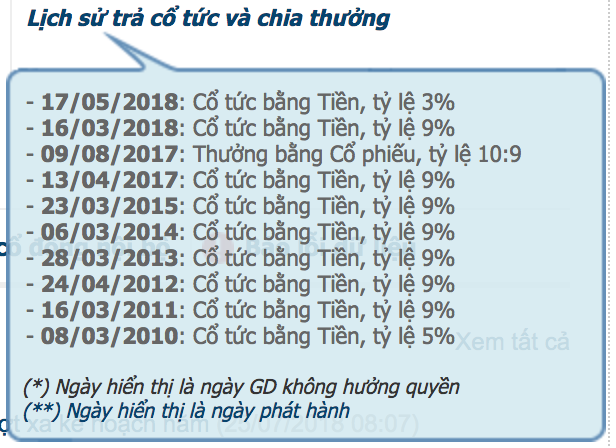 Lịch sử trả cổ tức và chia thưởng
- 17/05/2018: Cổ tức bằng Tiền, tỷ lệ 3%
- 16/03/2018: Cổ tức bằng Tiền, tỷ lệ 9%
- 09/08/2017: Thưởng bằng Cổ phiếu, tỷ lệ 10:9
- 13/04/2017: Cổ tức bằng Tiền, tỷ lệ 9%
- 23/03/2015: Cổ tức bằng Tiền, tỷ lệ 9%
- 06/03/2014: Cổ tức bằng Tiền, tỷ lệ 9%
- 28/03/2013: Cổ tức bằng Tiền, tỷ lệ 9%
- 24/04/2012: Cổ tức bằng Tiền, tỷ lệ 9%
- 16/03/2011: Cổ tức bằng Tiền, tỷ lệ 9%
- 08/03/2010: Cổ tức bằng Tiền, tỷ lệ 5%
Xem tất cả
(*) Ngày hiển thị là ngày GD không hưởng quyền
(**) Ngày hiển thị là ngày phát hành
kế hoạch năm (25/07/2018 08:07)